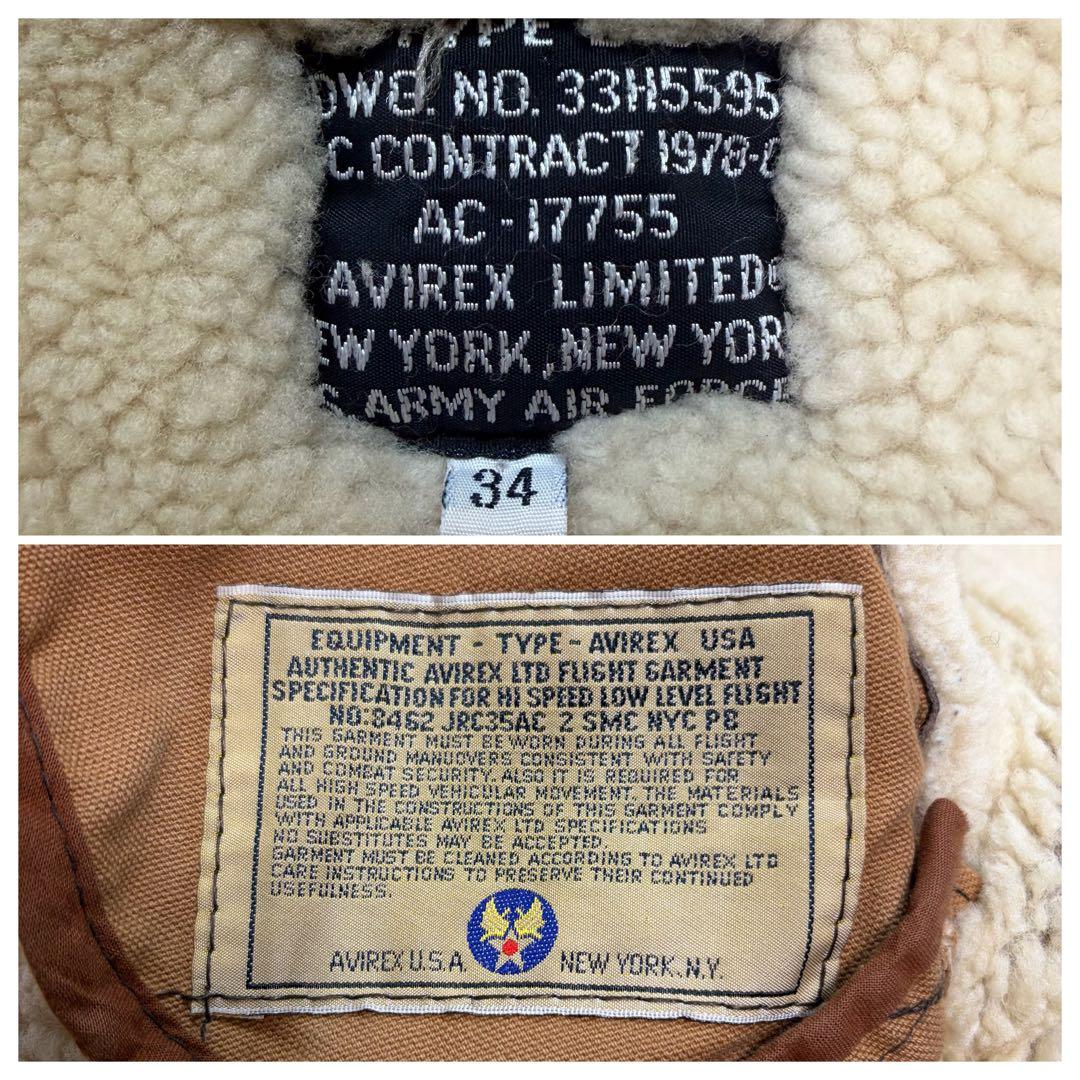 TYPE
DWG. NO. 33H5595
C. CONTRACT 1978-
AC-17755
AVIREX LIMITED
EW YORK, NEW YOR
S. ARMY AIR FORCE
34
EQUIPMENT - TYPE - AVIREX USA
AUTHENTIC AVIREX LTD FLIGHT GARMENT
SPECIFICATION FOR HI SPEED LOW LEVEL FLIGHT
NO:8462 JRC35AC 2 SMC NYC P8
THIS GARMENT MUST BE WORN DURING ALL FLIGHT
AND GROUND MANUOVERS CONSISTENT WITH SAFETY
AND COMBAT SECURITY. ALSO IT IS REQUIRED FOR
ALL HIGH SPEED VEHICULAR MOVEMENT, THE MATERIALS
USED IN THE CONSTRUCTIONS OF THIS GARMENT COMPLY
WITH APPLICABLE AVIREX LTD SPECIFICATIONS
NO SUBSTITUTES MAY BE ACCEPTED.
GARMENT MUST BE CLEANED ACCORDING TO AVIREX LTD
CARE INSTRUCTIONS TO PRESERVE THEIR CONTINUED
USEFULNESS.
AVIREX U.S.A. NEW YORK. N.Y.